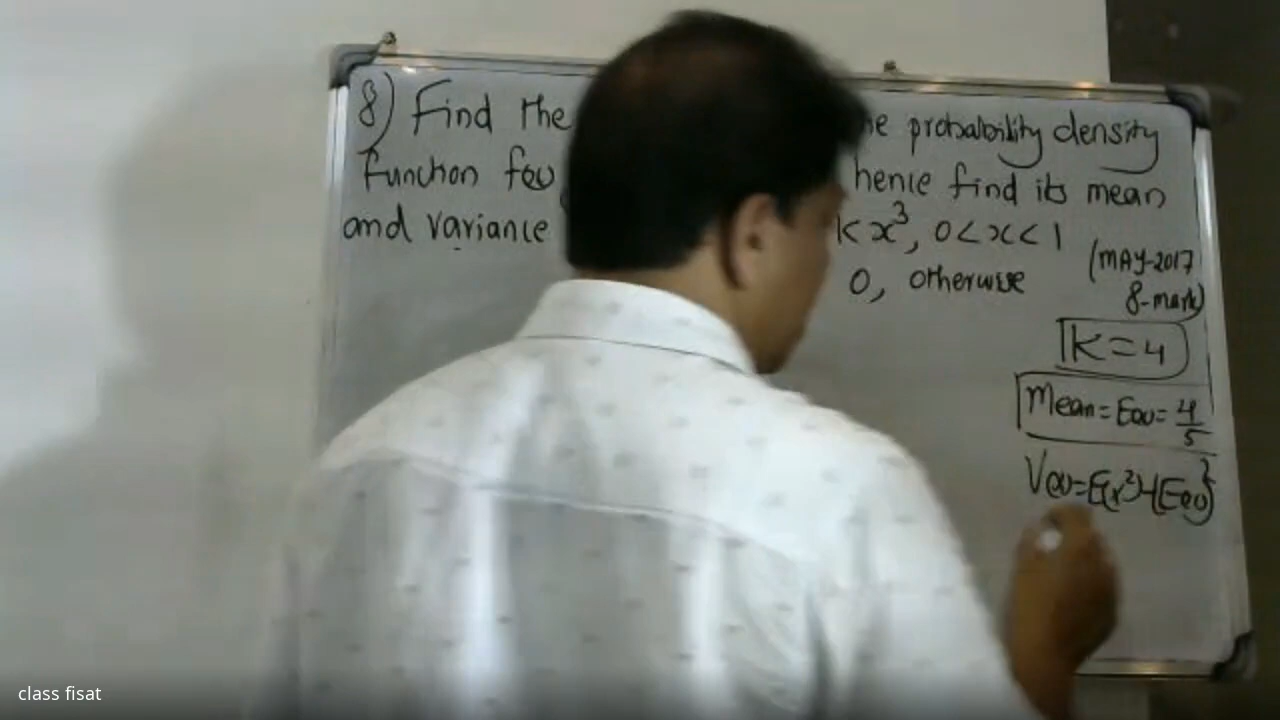 8) Find the he probability density
function f(x) hence find its mean
and variance kx³, 0<x<1
0, otherwise
(MAY-2017
8-mark)
K=4
Mean=E(x)=4/5
V(x)=E(x²)-{E(x)}²
class fisat